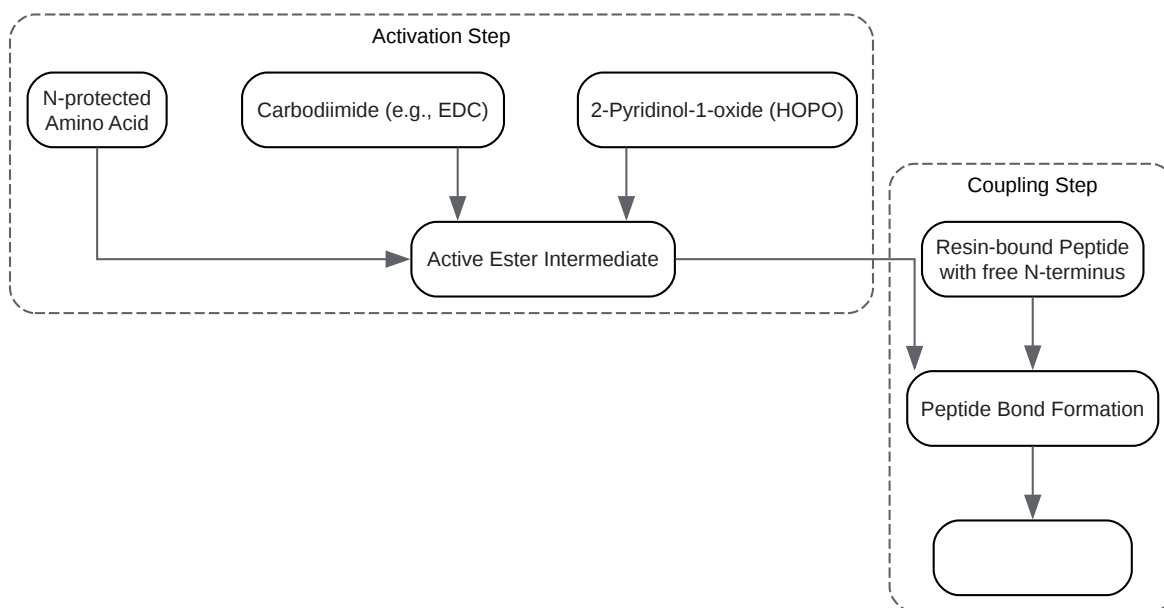 Activation Step
N-protected
Amino Acid
Carbodiimide (e.g., EDC)
2-Pyridinol-1-oxide (HOPO)
Active Ester Intermediate
Coupling Step
Resin-bound Peptide
with free N-terminus
Peptide Bond Formation